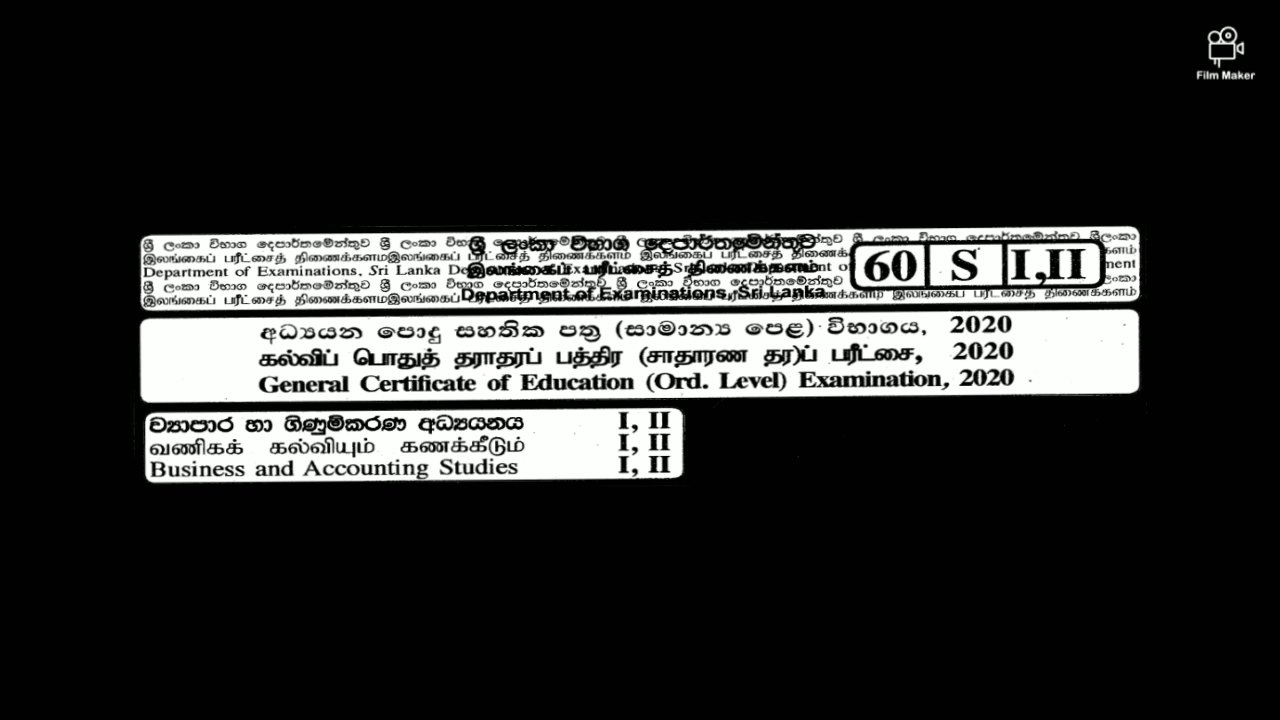 Film Maker
ශ්‍රී ලංකා විභාග දෙපාර්තමේන්තුව
இலங்கைப் பரீட்சைத் திணைக்களம்
Department of Examinations, Sri Lanka
60 S I, II
අධ්‍යයන පොදු සහතික පත්‍ර (සාමාන්‍ය පෙළ) විභාගය, 2020
கல்விப் பொதுத் தராதரப் பத்திர (சாதாரண தர)ப் பரீட்சை, 2020
General Certificate of Education (Ord. Level) Examination, 2020
ව්‍යාපාර හා ගිණුම්කරණ අධ්‍යයනය I, II
வணிகக் கல்வியும் கணக்கீடும் I, II
Business and Accounting Studies I, II